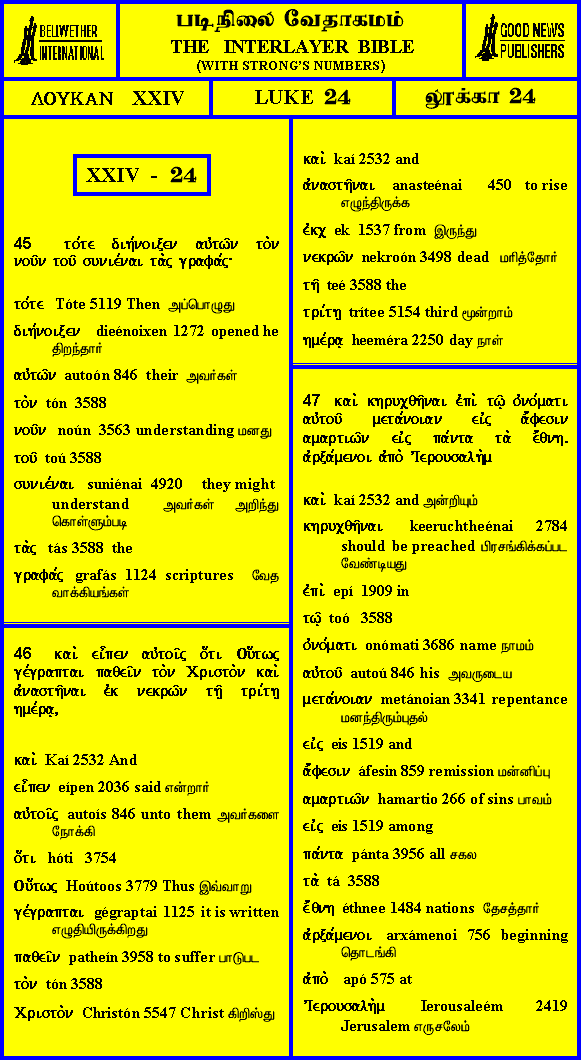 BELLWETHER
INTERNATIONAL
படிநிலை வேதாகமம்
THE INTERLAYER BIBLE
(WITH STRONG'S NUMBERS)
GOOD NEWS
PUBLISHERS
ΛΟΥΚΑΝ XXIV
LUKE 24
லூக்கா 24
XXIV - 24
45 τότε διήνοιξεν αὐτῶν τὸν
νοῦν τοῦ συνιέναι τὰς γραφάς·
τότε Tóte 5119 Then அப்பொழுது
διήνοιξεν dieénoixen 1272 opened he
திறந்தார்
αὐτῶν autoón 846 their அவர்கள்
τὸν tón 3588
νοῦν noún 3563 understanding மனது
τοῦ toú 3588
συνιέναι suniénai 4920 they might
understand அவர்கள் அறிந்து
கொள்ளும்படி
τὰς tás 3588 the
γραφάς grafás 1124 scriptures வேத
வாக்கியங்கள்
46 καὶ εἶπεν αὐτοῖς ὅτι Οὕτως
γέγραπται παθεῖν τὸν Χριστὸν καὶ
ἀναστῆναι ἐκ νεκρῶν τῇ τρίτῃ
ημέρᾳ,
καὶ Kaí 2532 And
εἶπεν eípen 2036 said என்றார்
αὐτοῖς autoís 846 unto them அவர்களை
நோக்கி
ὅτι hóti 3754
Οὕτως Hoútoos 3779 Thus இவ்வாறு
γέγραπται gégraptai 1125 it is written
எழுதியிருக்கிறது
παθεῖν patheín 3958 to suffer பாடுபட
τὸν tón 3588
Χριστὸν Christón 5547 Christ கிறிஸ்து
καὶ kaí 2532 and
ἀναστῆναι anasteénai 450 to rise
எழுந்திருக்க
ἐκχ ek 1537 from இருந்து
νεκρῶν nekroón 3498 dead மரித்தோர்
τῇ teé 3588 the
τρίτῃ trítee 5154 third மூன்றாம்
ημέρᾳ heeméra 2250 day நாள்
47 καὶ κηρυχθῆναι ἐπὶ τῷ ὀνόματι
αὐτοῦ μετάνοιαν εἰς ἄφεσιν
αμαρτιῶν εἰς πάντα τὰ ἔθνη.
ἀρξάμενοι ἀπὸ Ἰερουσαλὴμ
καὶ kaí 2532 and அன்றியும்
κηρυχθῆναι keeruchtheénai 2784
should be preached பிரசங்கிக்கப்பட
வேண்டியது
ἐπὶ epí 1909 in
τῷ toó 3588
ὀνόματι onómati 3686 name நாமம்
αὐτοῦ autoú 846 his அவருடைய
μετάνοιαν metánoian 3341 repentance
மனந்திரும்புதல்
εἰς eis 1519 and
ἄφεσιν áfesin 859 remission மன்னிப்பு
αμαρτιῶν hamartio 266 of sins பாவம்
εἰς eis 1519 among
πάντα pánta 3956 all சகல
τὰ tá 3588
ἔθνη éthnee 1484 nations தேசத்தார்
ἀρξάμενοι arxámenoi 756 beginning
தொடங்கி
ἀπὸ apó 575 at
Ἰερουσαλὴμ Ierousaleém 2419
Jerusalem எருசலேம்